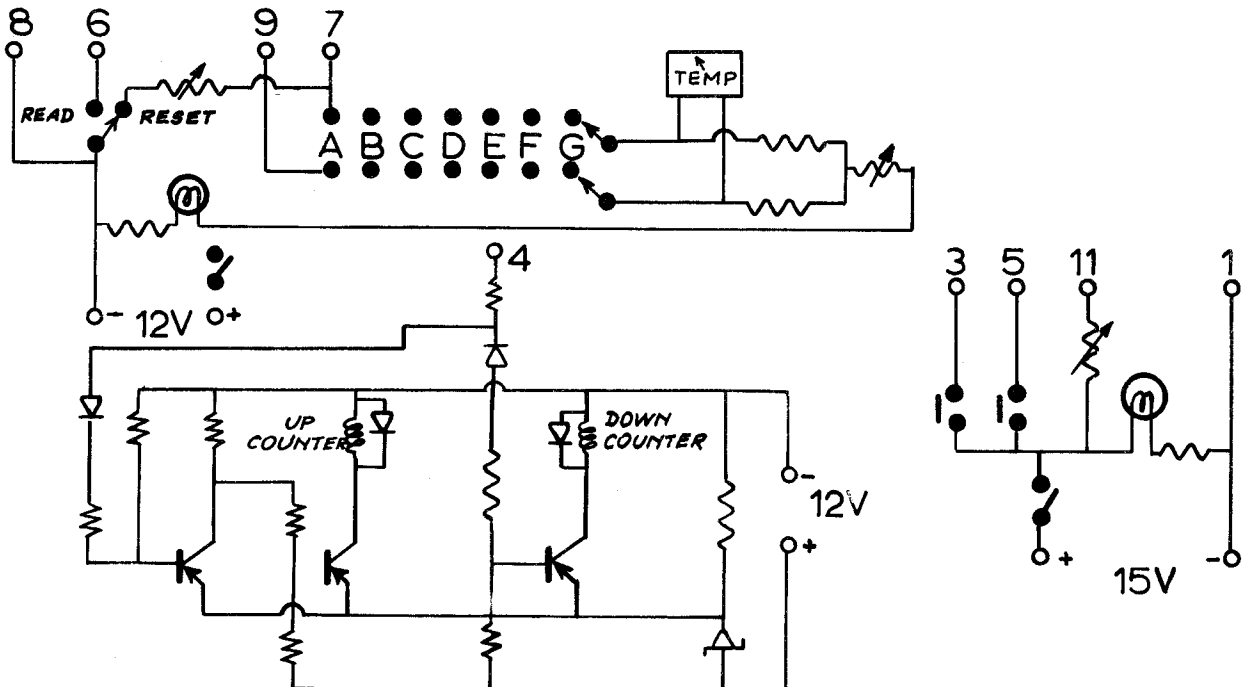 8 6 9 7
TEMP
READ RESET
A B C D E F G
4
3 5 11 1
- 12V +
UP
COUNTER
DOWN
COUNTER
-
12V
+
+ 15V -